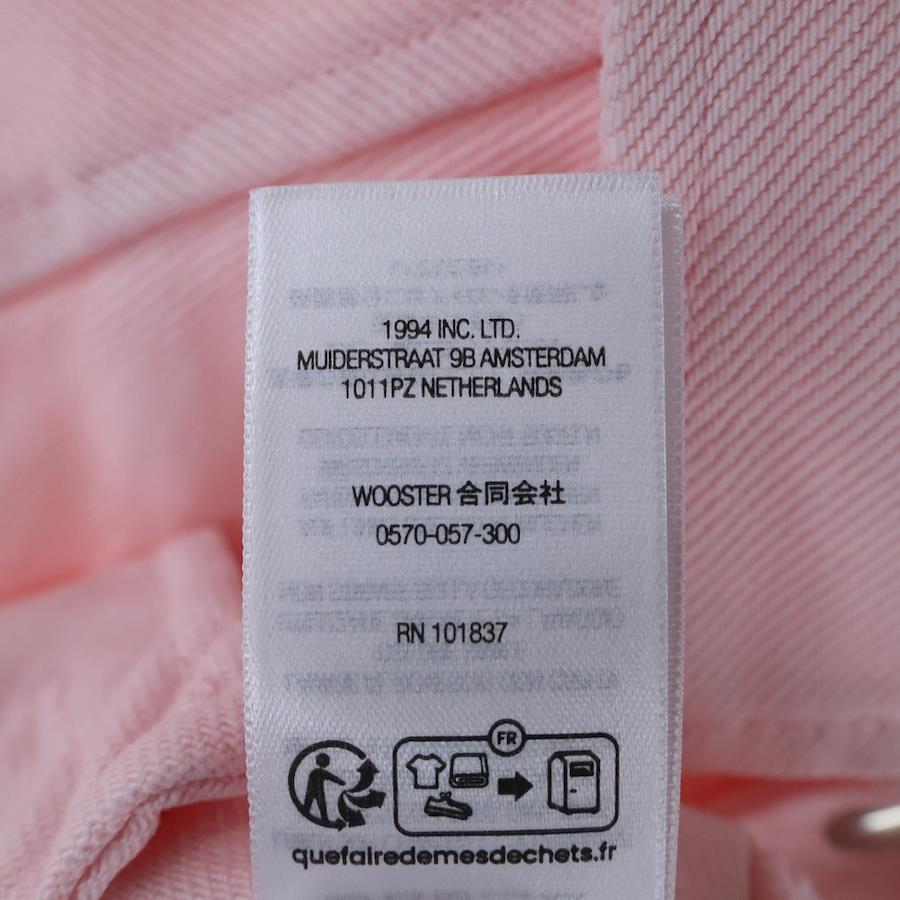 1994 INC. LTD.
MUIDERSTRAAT 9B AMSTERDAM
1011PZ NETHERLANDS
WOOSTER 合同会社
0570-057-300
RN 101837
FR
quefairedemesdechets.fr